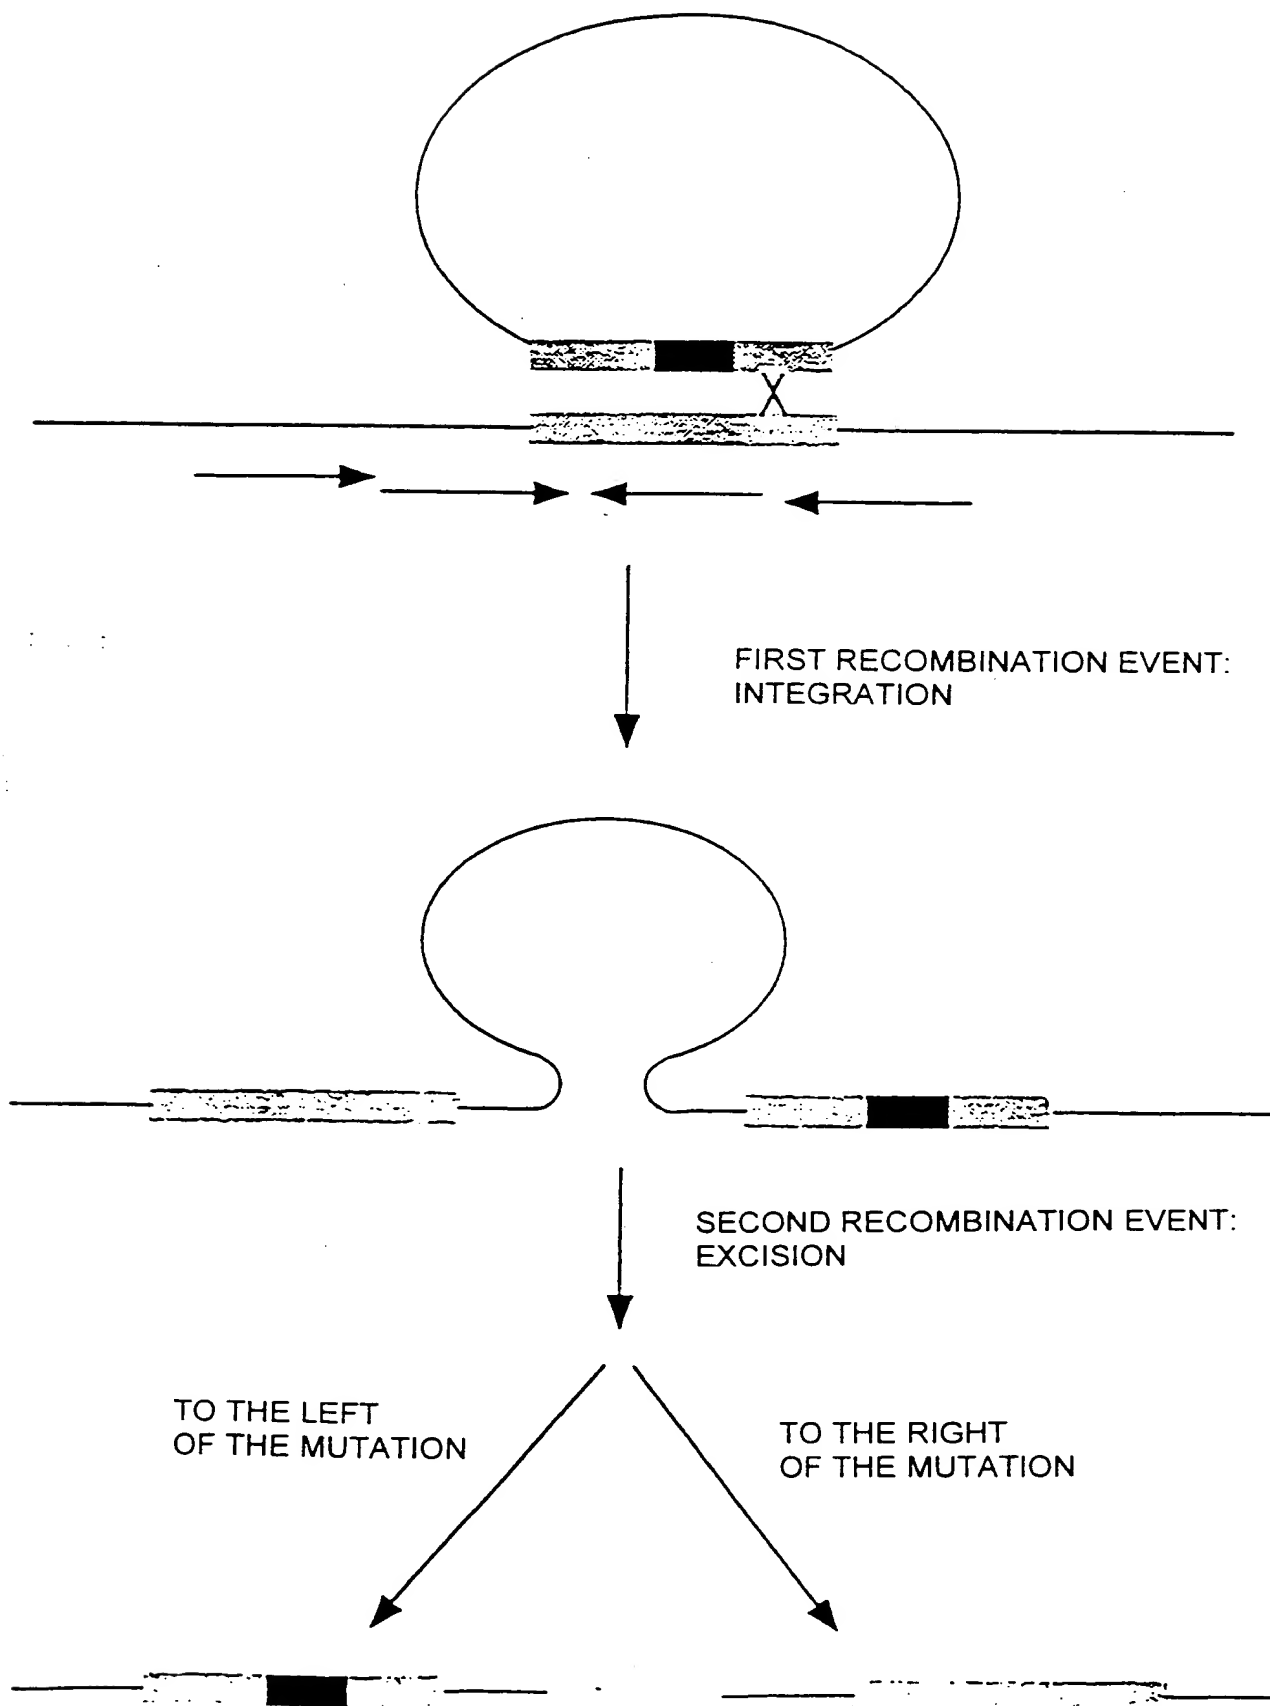 FIRST RECOMBINATION EVENT:
INTEGRATION
SECOND RECOMBINATION EVENT:
EXCISION
TO THE LEFT
OF THE MUTATION
TO THE RIGHT
OF THE MUTATION